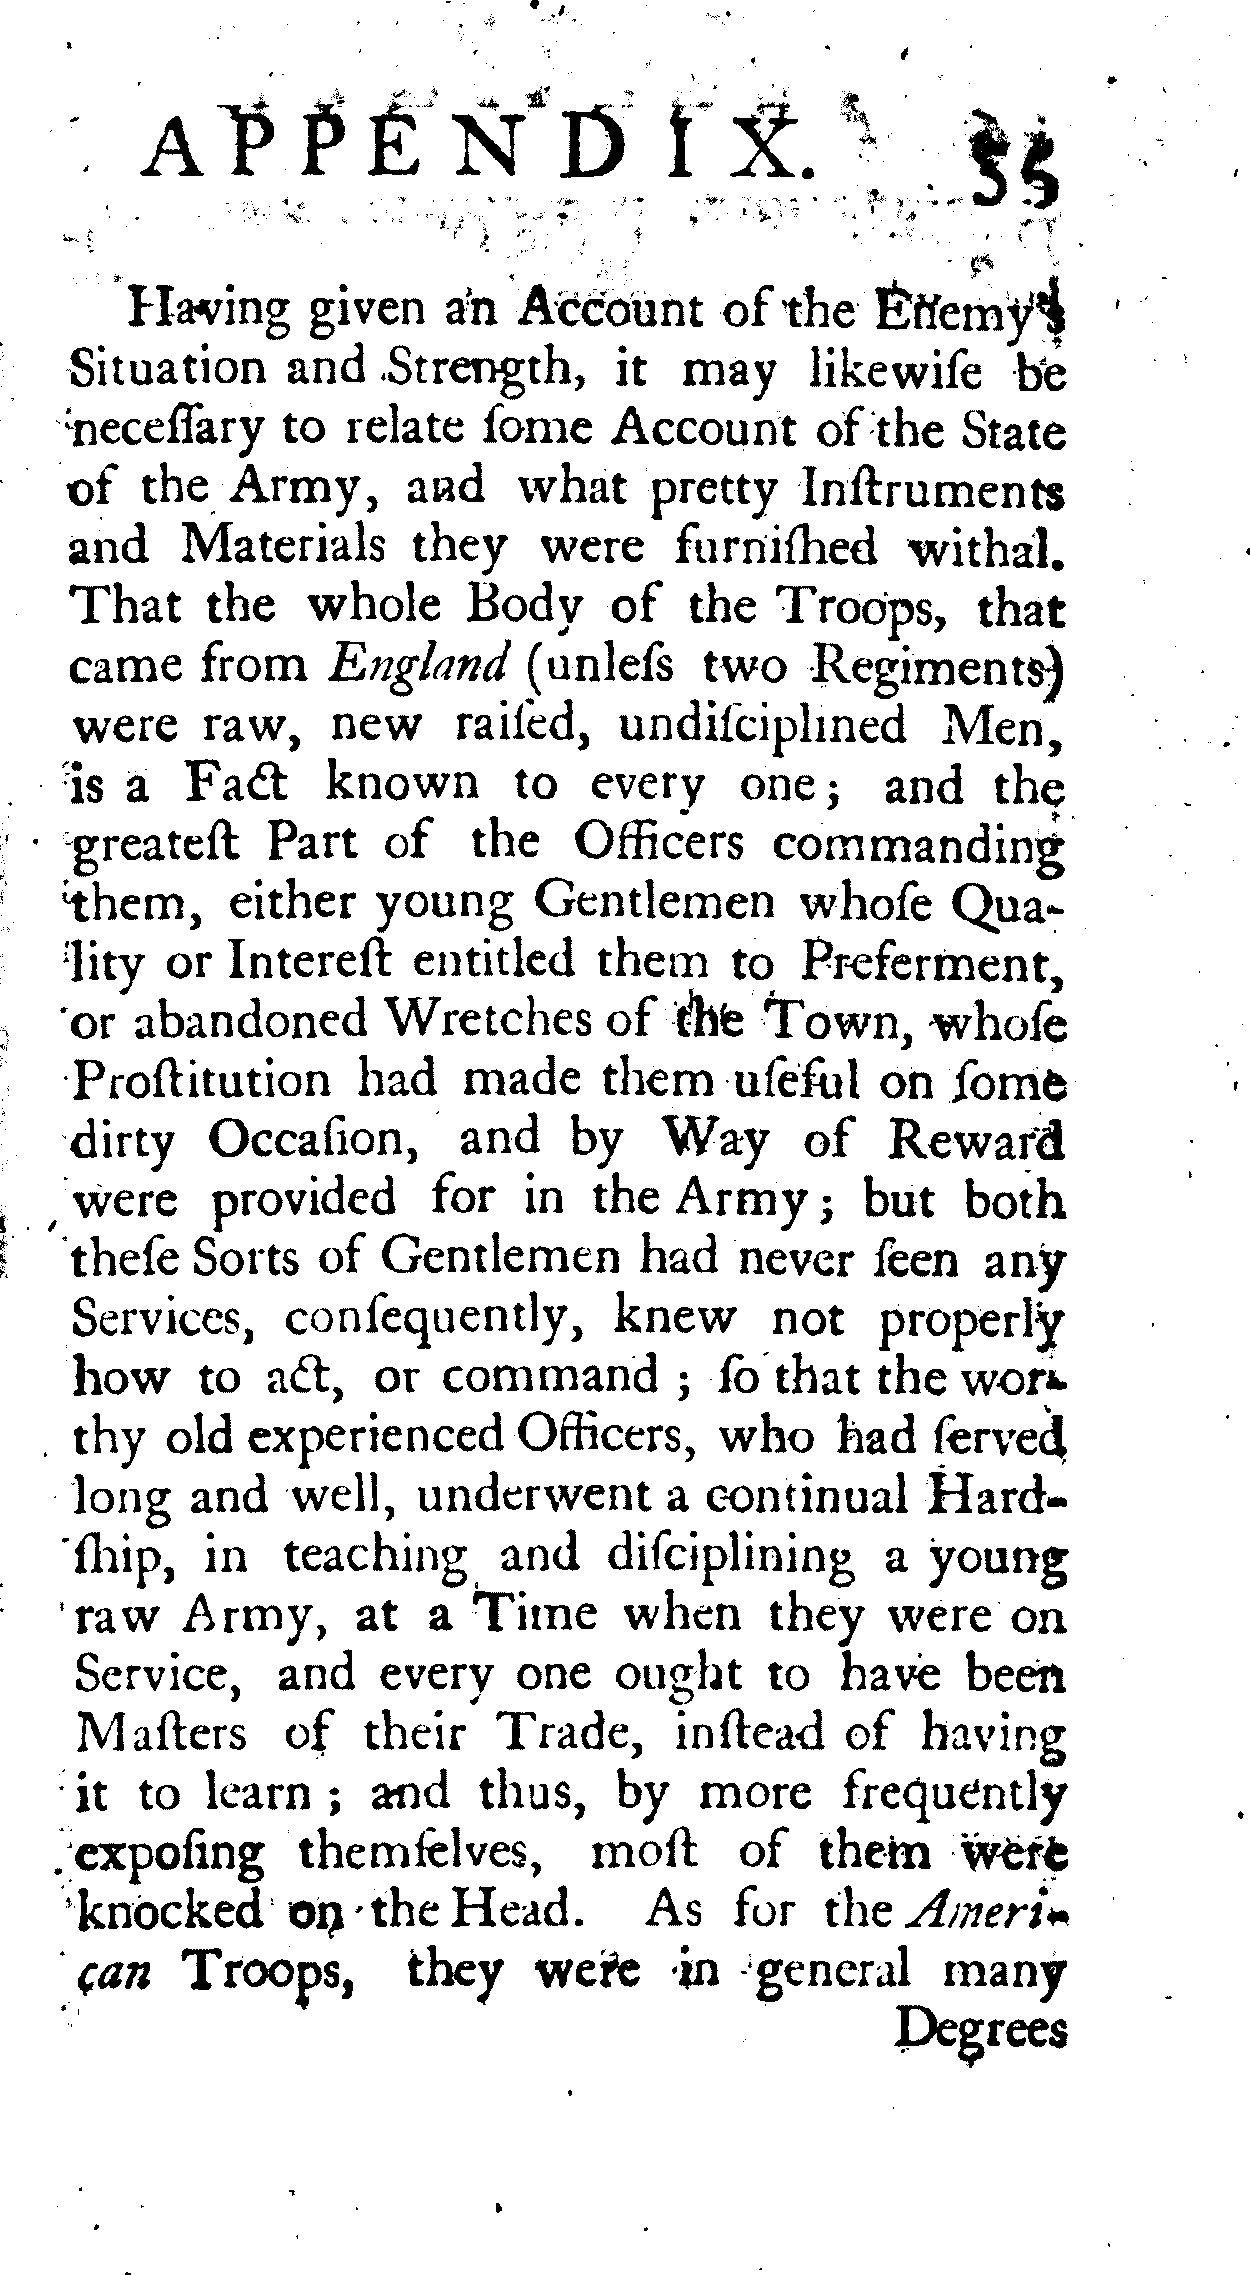 APPENDIX. 55
Having given an Account of the Enemy's
Situation and Strength, it may likewiſe be
neceſſary to relate ſome Account of the State
of the Army, and what pretty Inſtruments
and Materials they were furniſhed withal.
That the whole Body of the Troops, that
came from England (unleſs two Regiments)
were raw, new raiſed, undiſciplined Men,
is a Fact known to every one; and the
greateſt Part of the Officers commanding
them, either young Gentlemen whoſe Qua-
lity or Intereſt entitled them to Preferment,
or abandoned Wretches of the Town, whoſe
Proſtitution had made them uſeful on ſome
dirty Occaſion, and by Way of Reward
were provided for in the Army; but both
theſe Sorts of Gentlemen had never ſeen any
Services, conſequently, knew not properly
how to act, or command; ſo that the wor-
thy old experienced Officers, who had ſerved
long and well, underwent a continual Hard-
ſhip, in teaching and diſciplining a young
raw Army, at a Time when they were on
Service, and every one ought to have been
Maſters of their Trade, inſtead of having
it to learn; and thus, by more frequently
expoſing themſelves, moſt of them were
knocked on the Head. As for the Ameri-
can Troops, they were in general many
Degrees